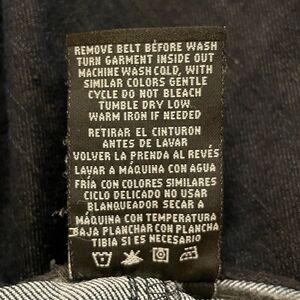 REMOVE BELT BEFORE WASH
TURN GARMENT INSIDE OUT
MACHINE WASH COLD, WITH
SIMILAR COLORS GENTLE
CYCLE DO NOT BLEACH
TUMBLE DRY LOW
WARM IRON IF NEEDED
RETIRAR EL CINTURON
ANTES DE LAVAR
VOLVER LA PRENDA AL REVÉS
LAVAR A MÁQUINA CON AGUA
FRÍA CON COLORES SIMILARES
CICLO DELICADO NO USAR
BLANQUEADOR SECAR A
MÁQUINA CON TEMPERATURA
BAJA PLANCHAR CON PLANCHA
TIBIA SI ES NECESARIO